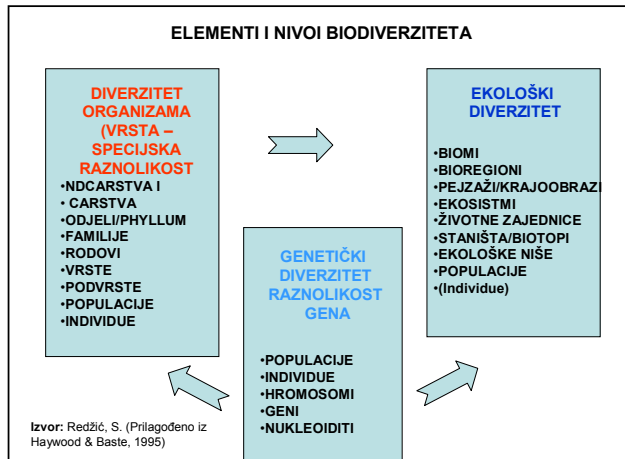 ELEMENTI I NIVOI BIODIVERZITETA
DIVERZITET
ORGANIZAMA
(VRSTA –
SPECIJSKA
RAZNOLIKOST
•NDCARSTVA I
• CARSTVA
•ODJELI/PHYLLUM
•FAMILIJE
•RODOVI
•VRSTE
•PODVRSTE
•POPULACIJE
•INDIVIDUE
GENETIČKI
DIVERZITET
RAZNOLIKOST
GENA
•POPULACIJE
•INDIVIDUE
•HROMOSOMI
•GENI
•NUKLEOIDITI
EKOLOŠKI
DIVERZITET
•BIOMI
•BIOREGIONI
•PEJZAŽI/KRAJOOBRAZI
•EKOSISTMI
•ŽIVOTNE ZAJEDNICE
•STANIŠTA/BIOTOPI
•EKOLOŠKE NIŠE
•POPULACIJE
•(Individue)
Izvor: Redžić, S. (Prilagođeno iz
Haywood & Baste, 1995)